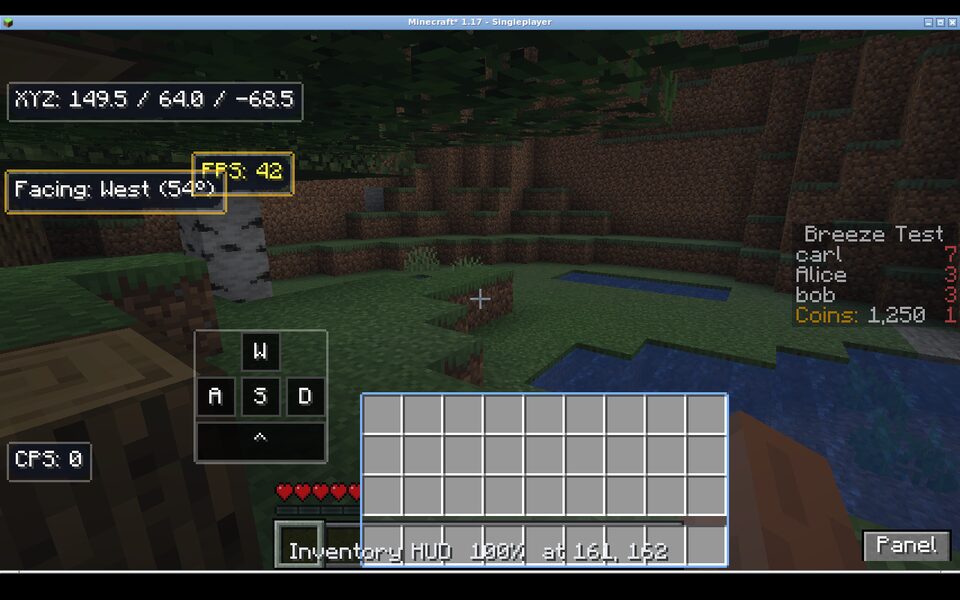 Minecraft* 1.17 - Singleplayer
XYZ: 149.5 / 64.0 / -68.5
FPS: 42
Facing: West (54º)
Breeze Test
carl 7
Alice 3
bob 3
Coins: 1,250 1
W
A S D
^
CPS: 0
Inventory HUD 100% at 161, 162
Panel